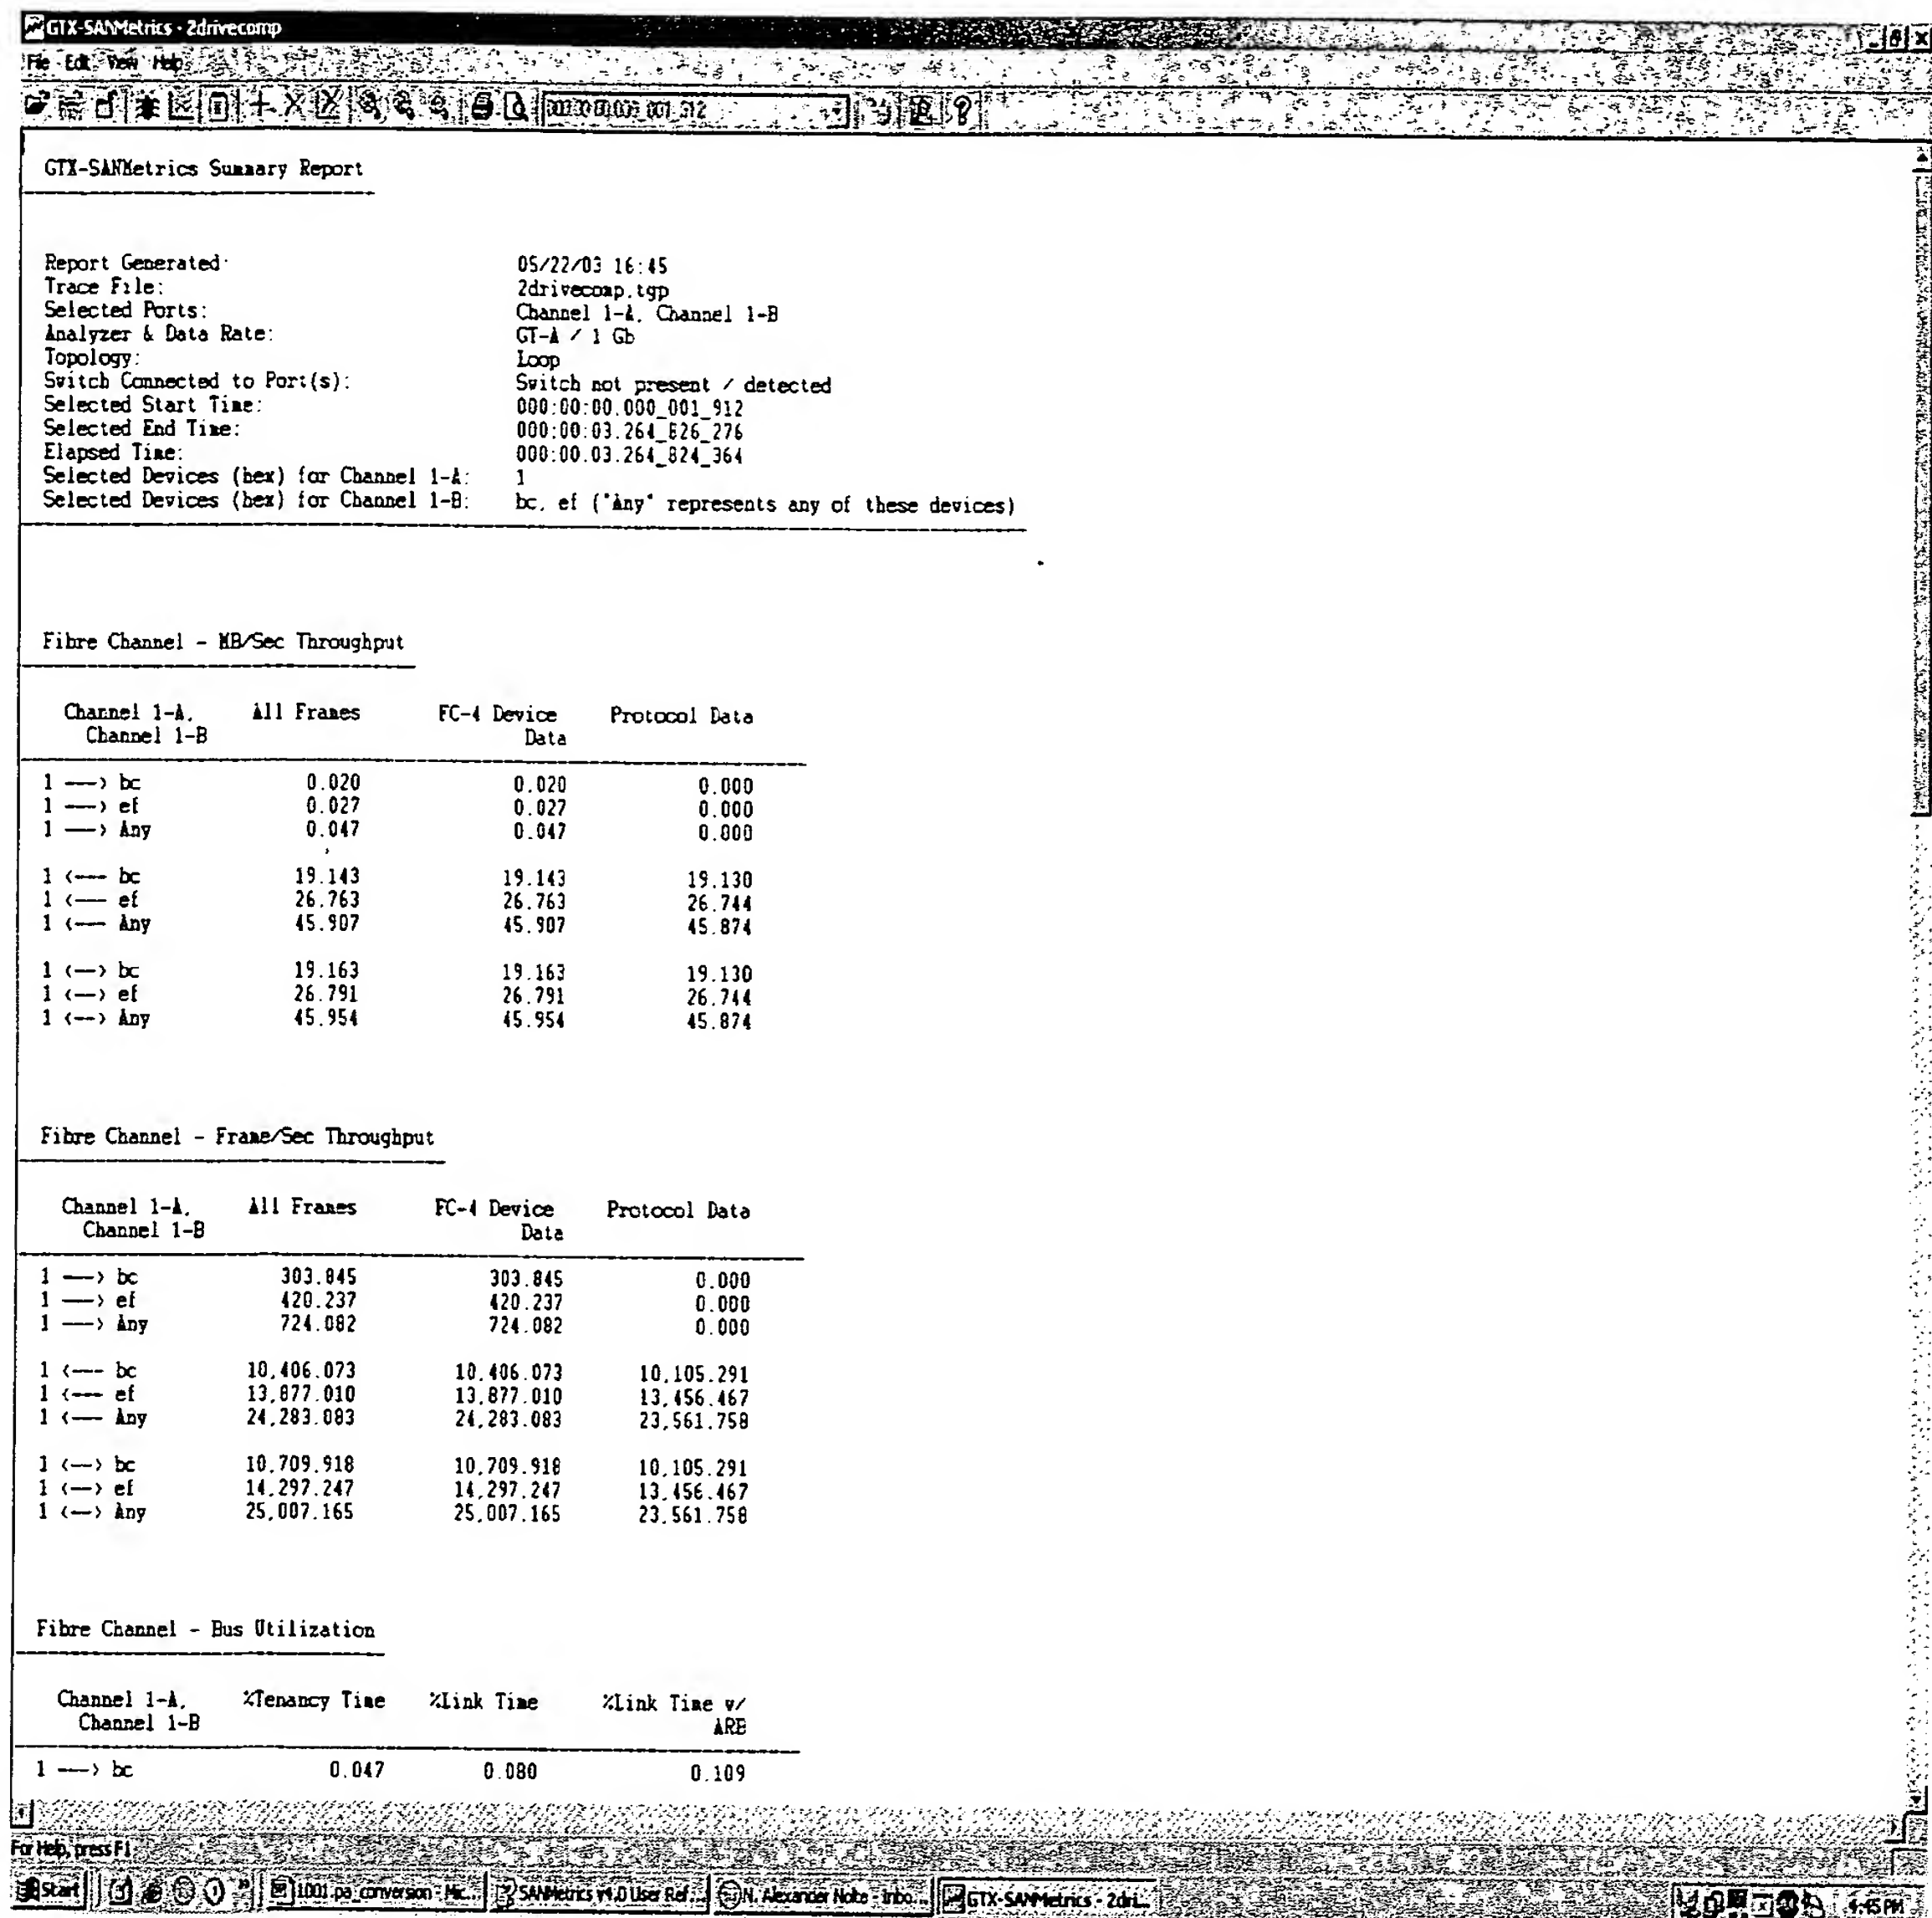 GTX-SANMetrics - 2drivecomp
File Edit View Help
GTX-SANMetrics Summary Report
Report Generated: 05/22/03 16:45
Trace File: 2drivecomp.tgp
Selected Ports: Channel 1-A, Channel 1-B
Analyzer & Data Rate: GT-A / 1 Gb
Topology: Loop
Switch Connected to Port(s): Switch not present / detected
Selected Start Time: 000:00:00.000_001_912
Selected End Time: 000:00:03.264_826_276
Elapsed Time: 000:00.03.264_824_364
Selected Devices (hex) for Channel 1-A: 1
Selected Devices (hex) for Channel 1-B: bc, ef ("Any" represents any of these devices)
Fibre Channel - MB/Sec Throughput
Channel 1-A, All Frames FC-4 Device Protocol Data
Channel 1-B Data
1 ---> bc 0.020 0.020 0.000
1 ---> ef 0.027 0.027 0.000
1 ---> Any 0.047 0.047 0.000
1 <--- bc 19.143 19.143 19.130
1 <--- ef 26.763 26.763 26.744
1 <--- Any 45.907 45.907 45.874
1 <--> bc 19.163 19.163 19.130
1 <--> ef 26.791 26.791 26.744
1 <--> Any 45.954 45.954 45.874
Fibre Channel - Frame/Sec Throughput
Channel 1-A, All Frames FC-4 Device Protocol Data
Channel 1-B Data
1 ---> bc 303.845 303.845 0.000
1 ---> ef 420.237 420.237 0.000
1 ---> Any 724.082 724.082 0.000
1 <--- bc 10,406.073 10,406.073 10,105.291
1 <--- ef 13,877.010 13,877.010 13,456.467
1 <--- Any 24,283.083 24,283.083 23,561.758
1 <--> bc 10,709.918 10,709.918 10,105.291
1 <--> ef 14,297.247 14,297.247 13,456.467
1 <--> Any 25,007.165 25,007.165 23,561.758
Fibre Channel - Bus Utilization
Channel 1-A, %Tenancy Time %Link Time %Link Time w/
Channel 1-B ARB
1 ---> bc 0.047 0.080 0.109
For Help, press F1
Start 1001.pa_conversion - Mic... SANMetrics v4.0 User Ref... N. Alexander Nolte - Inbo... GTX-SANMetrics - 2dri... 4:45 PM